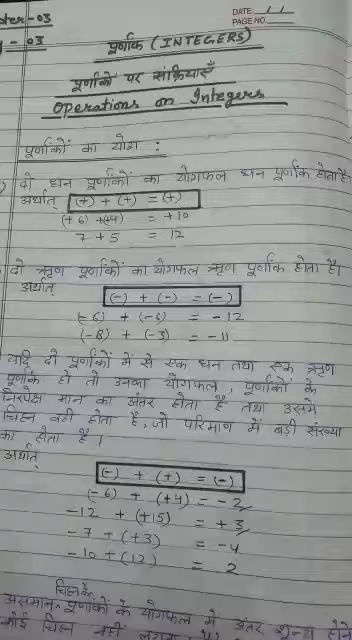 DATE / /
PAGE NO.
-03
- 03
पूर्णांक (INTEGERS)
पूर्णांको पर संक्रियाएँ
Operations on Integers
पूर्णांकों का योग :
दो धन पूर्णांकों का योगफल धन पूर्णांक होता है
अर्थात् (+) + (+) = (+)
(+6) + (+4) = +10
7 + 5 = 12
दो ऋण पूर्णांकों का योगफल ऋण पूर्णांक होता है।
अर्थात
(-) + (-) = (-)
(-6) + (-6) = -12
(-8) + (-3) = -11
यदि दो पूर्णांकों में से एक धन तथा एक ऋण
पूर्णांक हो तो उनका योगफल, पूर्णांकों के
निरपेक्ष मान का अंतर होता है तथा उसमे
चिह्न वही होता है, जो परिमाण में बड़ी संख्या
का होता है।
अर्थात्
(-) + (+) = (-)
(-6) + (+4) = -2
-12 + (+15) = +3
-7 + (+3) = -4
-10 + (12) = 2
चिह्न के
असमान पूर्णांकों के योगफल में अंतर शून्य होने
कोई चिह्न नहीं